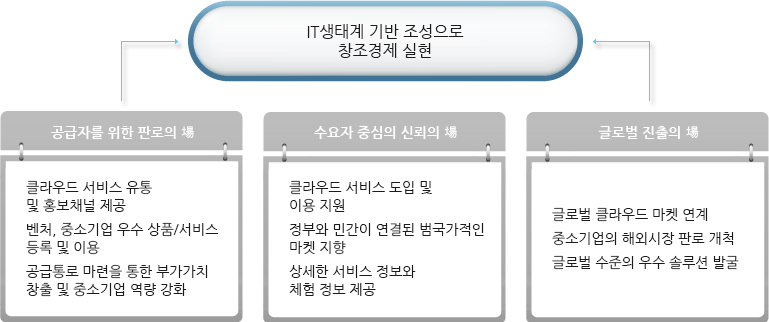 IT생태계 기반 조성으로
창조경제 실현
공급자를 위한 판로의 場
클라우드 서비스 유통
및 홍보채널 제공
벤처, 중소기업 우수 상품/서비스
등록 및 이용
공급통로 마련을 통한 부가가치
창출 및 중소기업 역량 강화
수요자 중심의 신뢰의 場
클라우드 서비스 도입 및
이용 지원
정부와 민간이 연결된 범국가적인
마켓 지향
상세한 서비스 정보와
체험 정보 제공
글로벌 진출의 場
글로벌 클라우드 마켓 연계
중소기업의 해외시장 판로 개척
글로벌 수준의 우수 솔루션 발굴